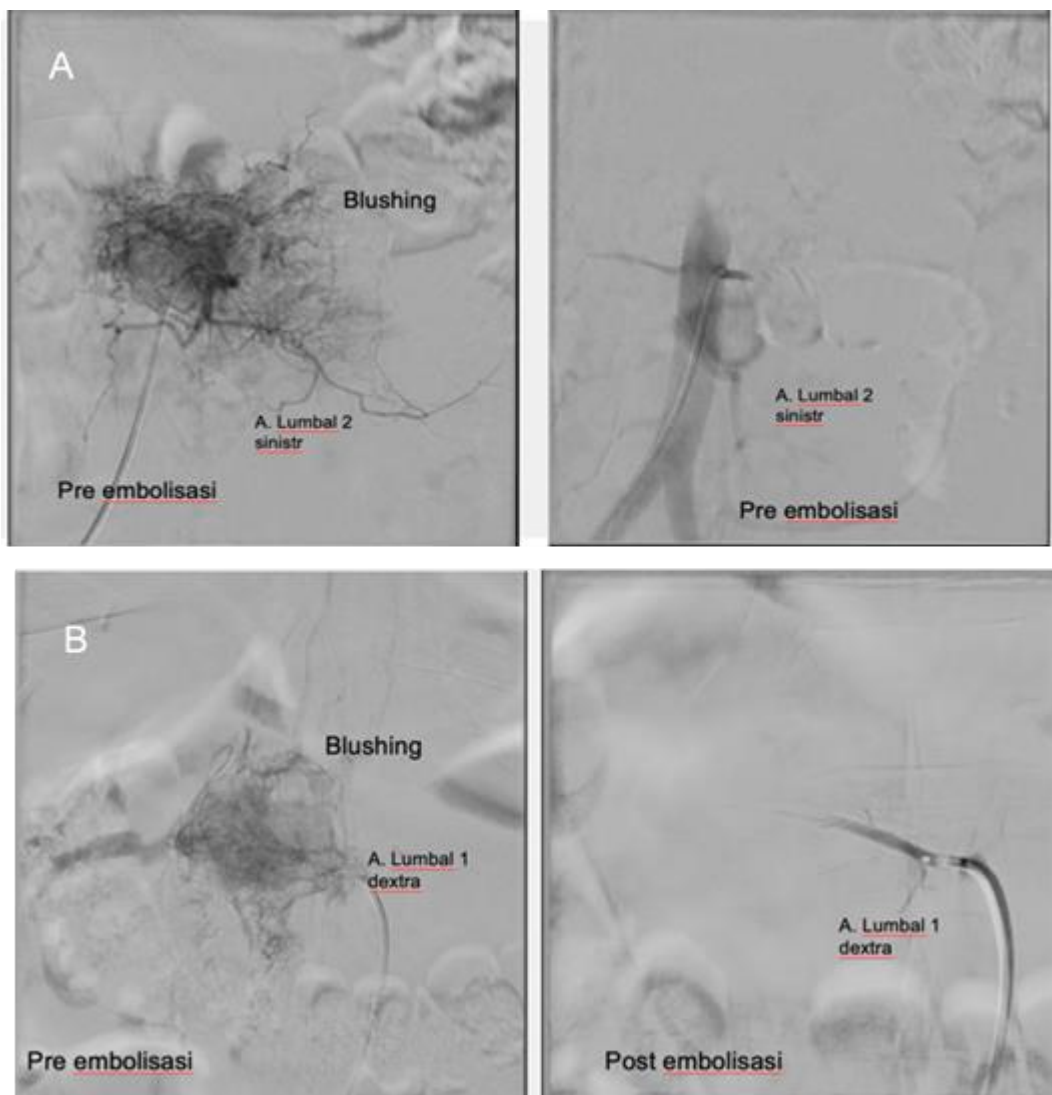 A
Blushing
A. Lumbal 2
sinistr
Pre embolisasi
A. Lumbal 2
sinistr
Pre embolisasi
B
Blushing
A. Lumbal 1
dextra
Pre embolisasi
A. Lumbal 1
dextra
Post embolisasi